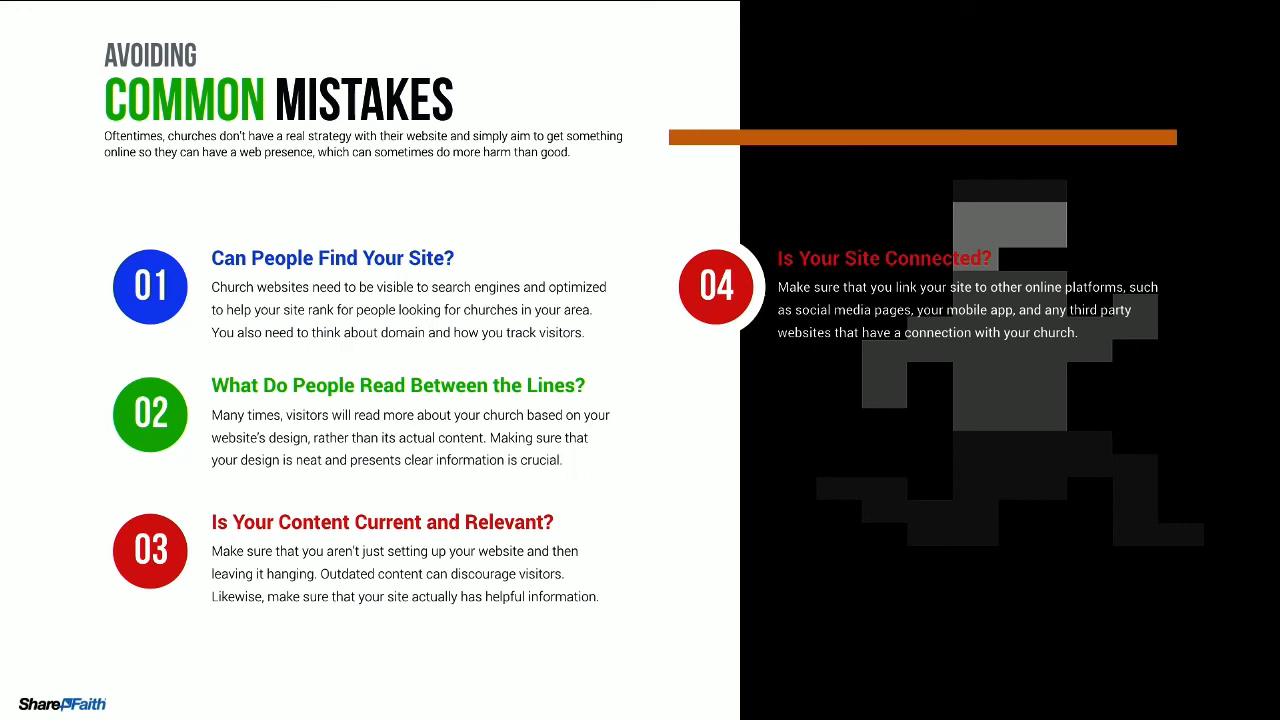 AVOIDING
COMMON MISTAKES
Oftentimes, churches don't have a real strategy with their website and simply aim to get something
online so they can have a web presence, which can sometimes do more harm than good.
01
Can People Find Your Site?
Church websites need to be visible to search engines and optimized
to help your site rank for people looking for churches in your area.
You also need to think about domain and how you track visitors.
02
What Do People Read Between the Lines?
Many times, visitors will read more about your church based on your
website's design, rather than its actual content. Making sure that
your design is neat and presents clear information is crucial.
03
Is Your Content Current and Relevant?
Make sure that you aren't just setting up your website and then
leaving it hanging. Outdated content can discourage visitors.
Likewise, make sure that your site actually has helpful information.
04
Is Your Site Connected?
Make sure that you link your site to other online platforms, such
as social media pages, your mobile app, and any third party
websites that have a connection with your church.
ShareFaith